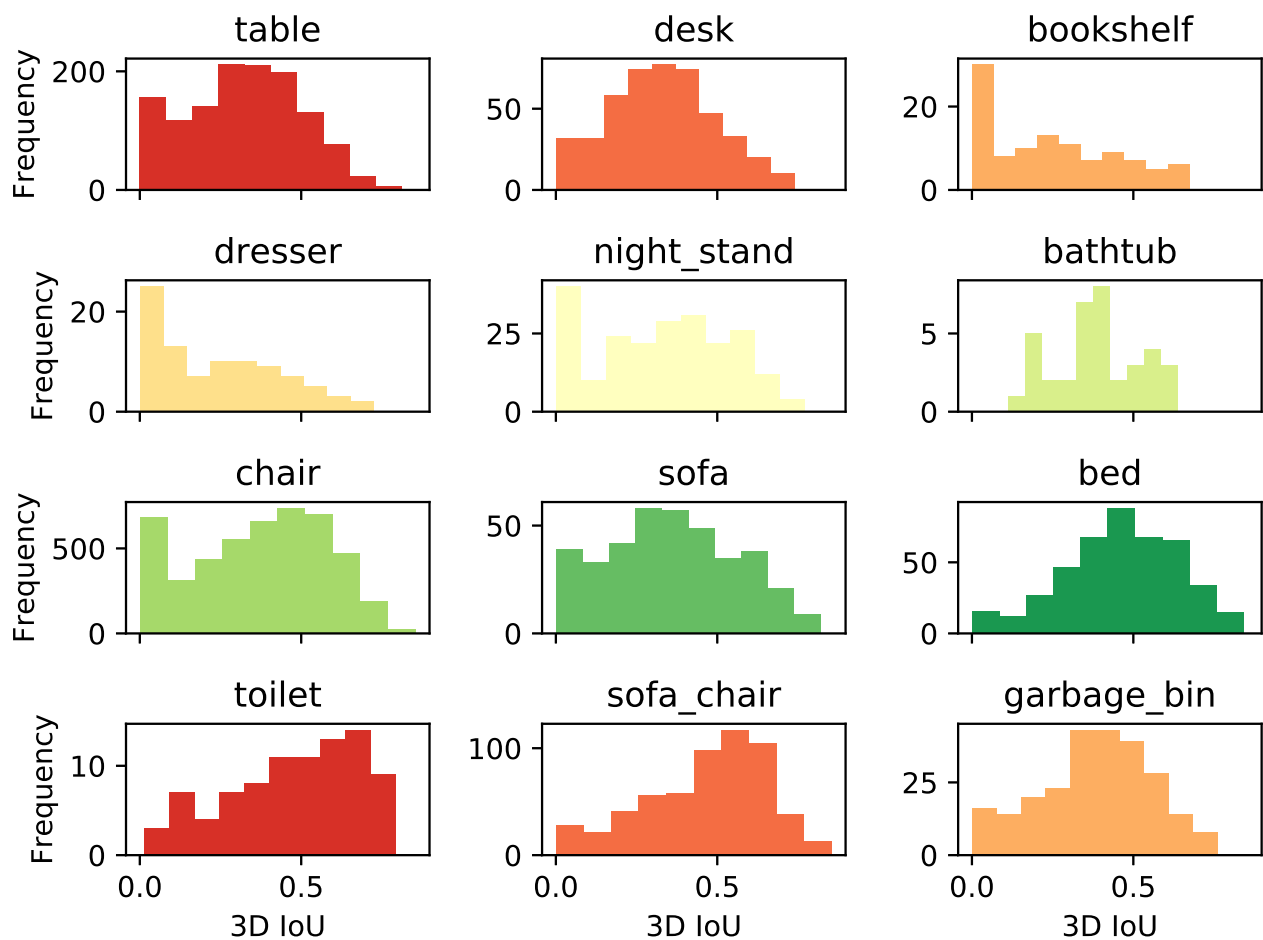 table desk bookshelf
Frequency
200
0
50
0
20
0
dresser night_stand bathtub
Frequency
20
0
25
0
5
0
chair sofa bed
Frequency
500
0
50
0
50
0
toilet sofa_chair garbage_bin
Frequency
10
0
100
0
25
0
0.0 0.5 0.0 0.5 0.0 0.5
3D IoU 3D IoU 3D IoU